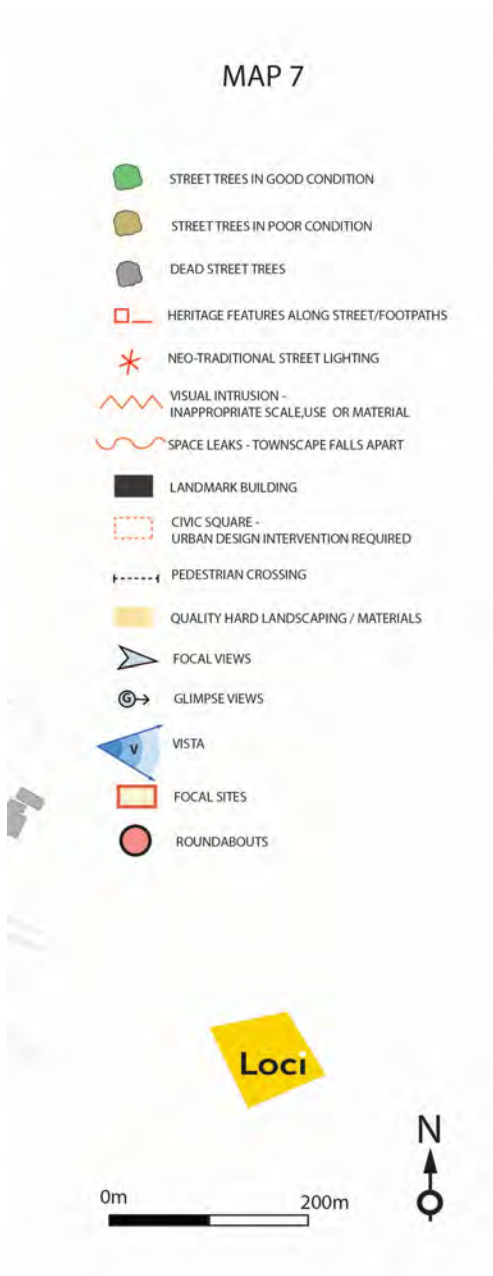 MAP 7
STREET TREES IN GOOD CONDITION
STREET TREES IN POOR CONDITION
DEAD STREET TREES
HERITAGE FEATURES ALONG STREET/FOOTPATHS
NEO-TRADITIONAL STREET LIGHTING
VISUAL INTRUSION -
INAPPROPRIATE SCALE,USE OR MATERIAL
SPACE LEAKS - TOWNSCAPE FALLS APART
LANDMARK BUILDING
CIVIC SQUARE -
URBAN DESIGN INTERVENTION REQUIRED
PEDESTRIAN CROSSING
QUALITY HARD LANDSCAPING / MATERIALS
FOCAL VIEWS
G GLIMPSE VIEWS
V VISTA
FOCAL SITES
ROUNDABOUTS
Loci
N
0m 200m